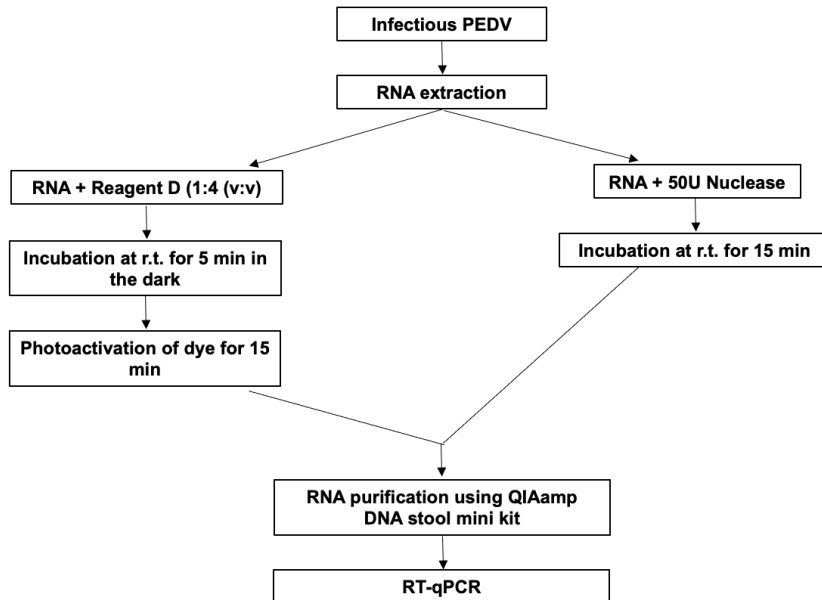 Infectious PEDV
RNA extraction
RNA + Reagent D (1:4 (v:v)
RNA + 50U Nuclease
Incubation at r.t. for 5 min in
the dark
Incubation at r.t. for 15 min
Photoactivation of dye for 15
min
RNA purification using QIAamp
DNA stool mini kit
RT-qPCR